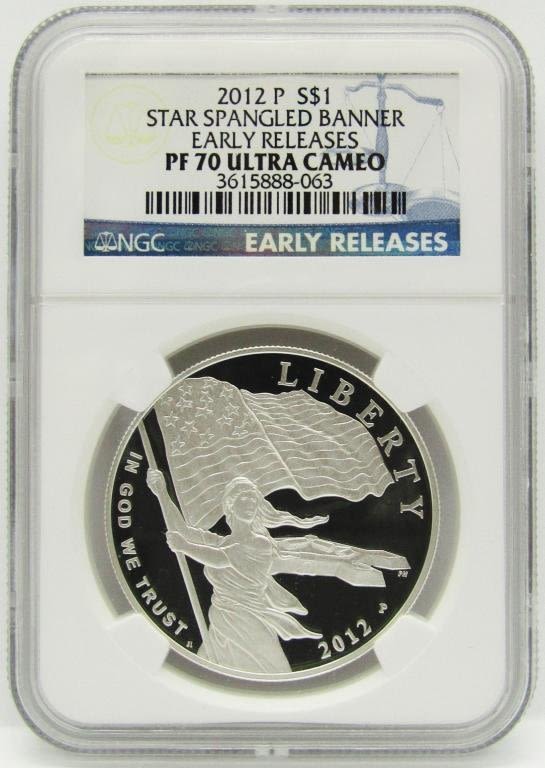 2012 P S$1
STAR SPANGLED BANNER
EARLY RELEASES
PF 70 ULTRA CAMEO
3615888-063
NGC EARLY RELEASES
LIBERTY
IN GOD WE TRUST
2012
P